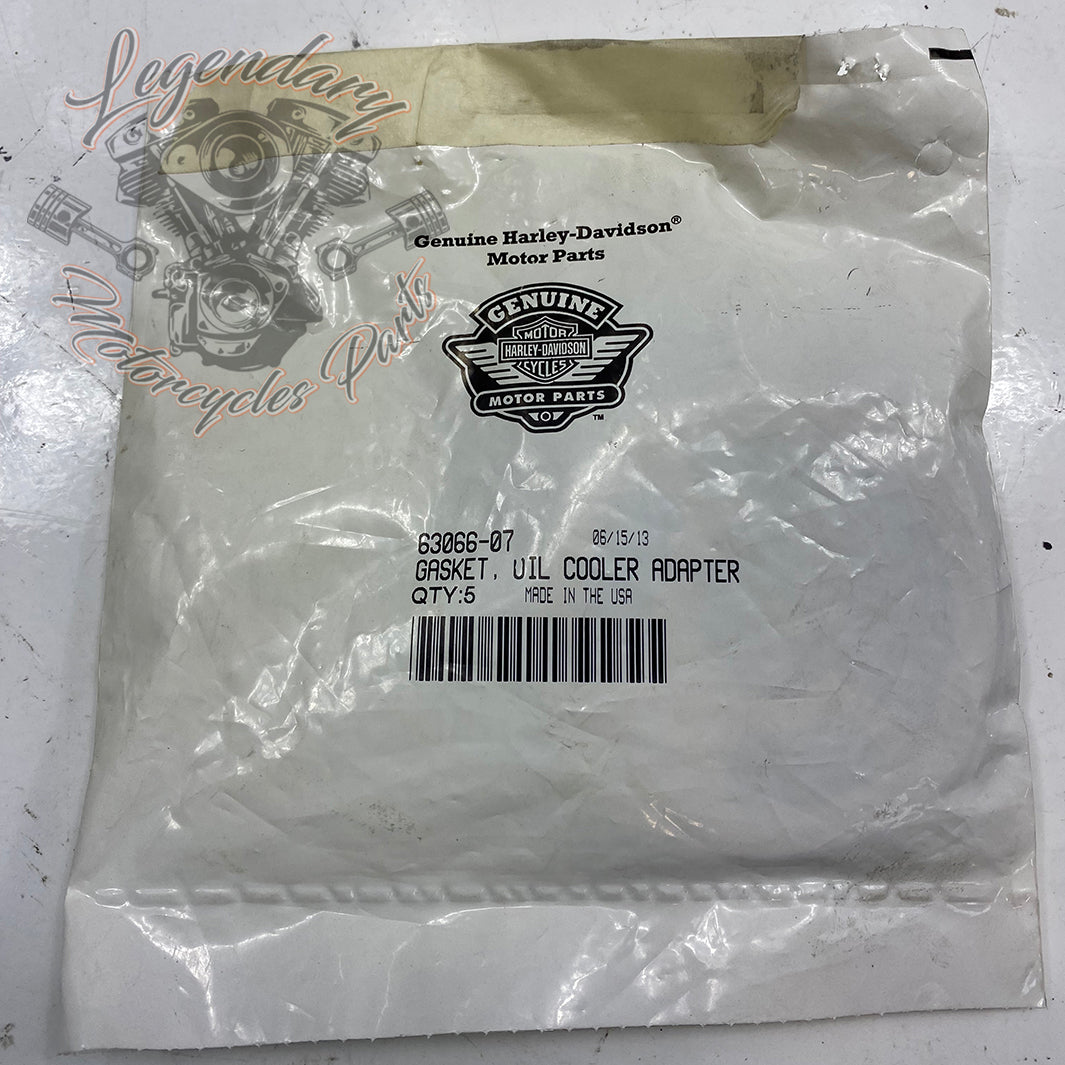 Legendary
Motorcycles Parts
Genuine Harley-Davidson®
Motor Parts
GENUINE
MOTOR
HARLEY-DAVIDSON
CYCLES
MOTOR PARTS
™
63066-07 06/15/13
GASKET, OIL COOLER ADAPTER
QTY:5 MADE IN THE USA